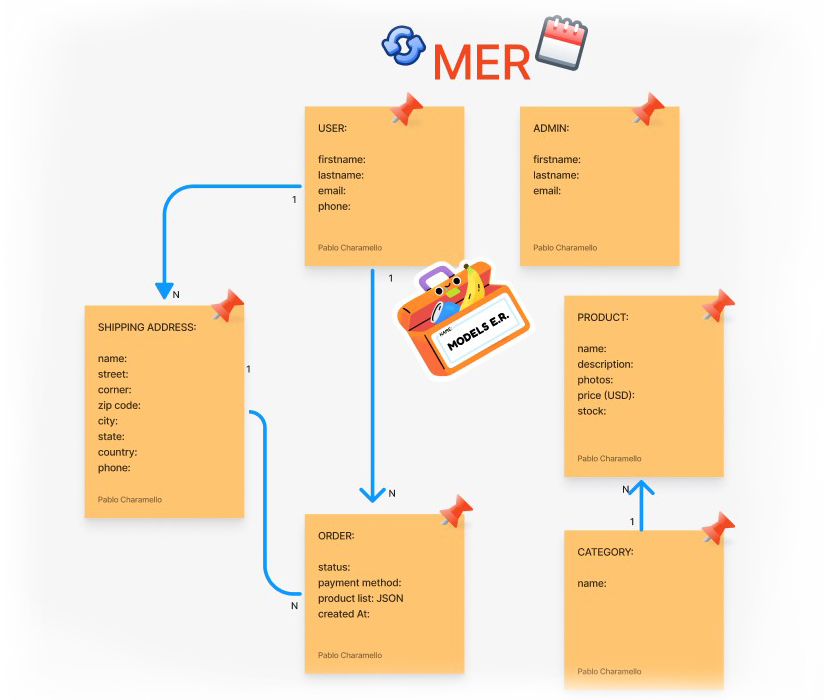 MER
USER:
firstname:
lastname:
email:
phone:
Pablo Charamello
ADMIN:
firstname:
lastname:
email:
Pablo Charamello
1
N
1
NAME:
MODELS E.R.
SHIPPING ADDRESS:
name:
street:
corner:
zip code:
city:
state:
country:
phone:
Pablo Charamello
1
PRODUCT:
name:
description:
photos:
price (USD):
stock:
Pablo Charamello
N
N
1
ORDER:
status:
payment method:
product list: JSON
created At:
Pablo Charamello
N
CATEGORY:
name:
Pablo Charamello